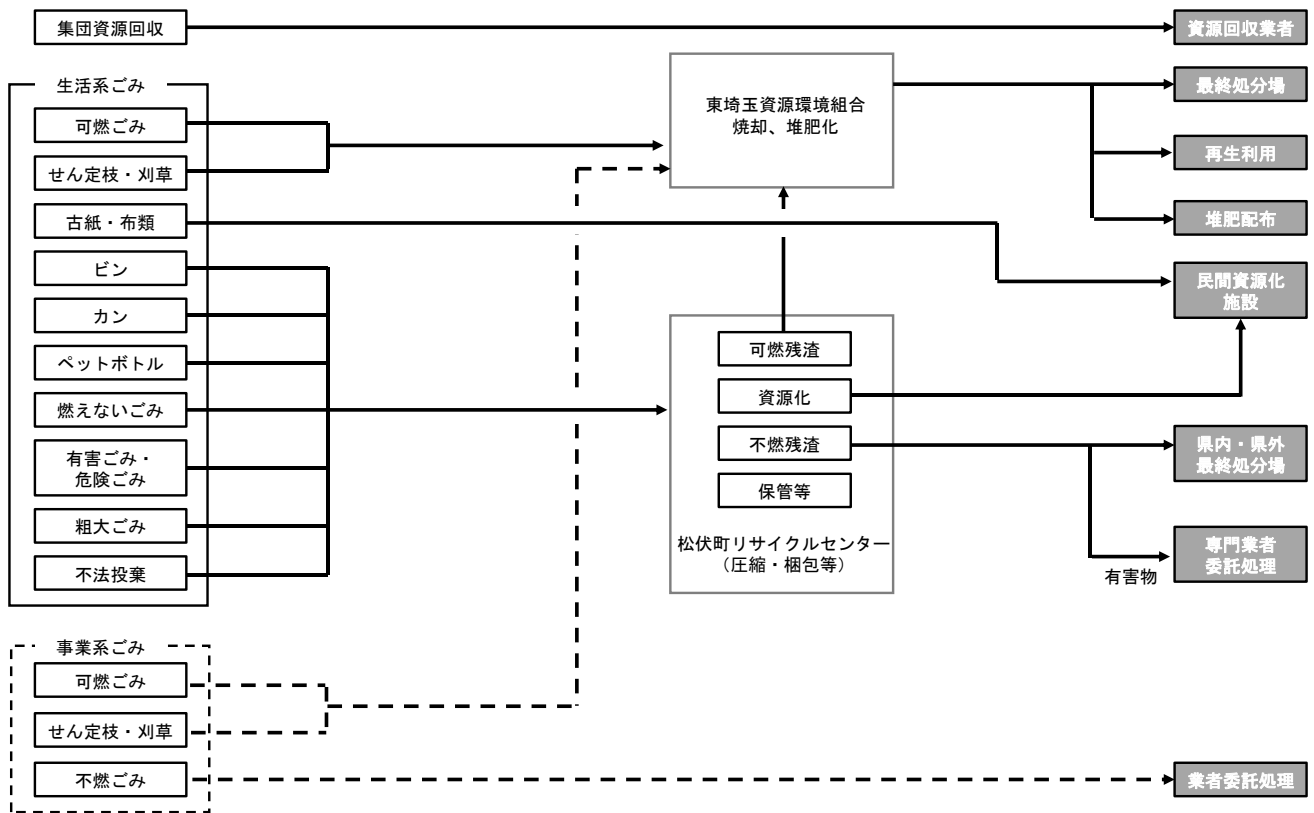 集団資源回収
資源回収業者
生活系ごみ
可燃ごみ
せん定枝・刈草
古紙・布類
ビン
カン
ペットボトル
燃えないごみ
有害ごみ・
危険ごみ
粗大ごみ
不法投棄
東埼玉資源環境組合
焼却、堆肥化
最終処分場
再生利用
堆肥配布
民間資源化
施設
可燃残渣
資源化
不燃残渣
保管等
松伏町リサイクルセンター
（圧縮・梱包等）
県内・県外
最終処分場
専門業者
委託処理
有害物
事業系ごみ
可燃ごみ
せん定枝・刈草
不燃ごみ
業者委託処理